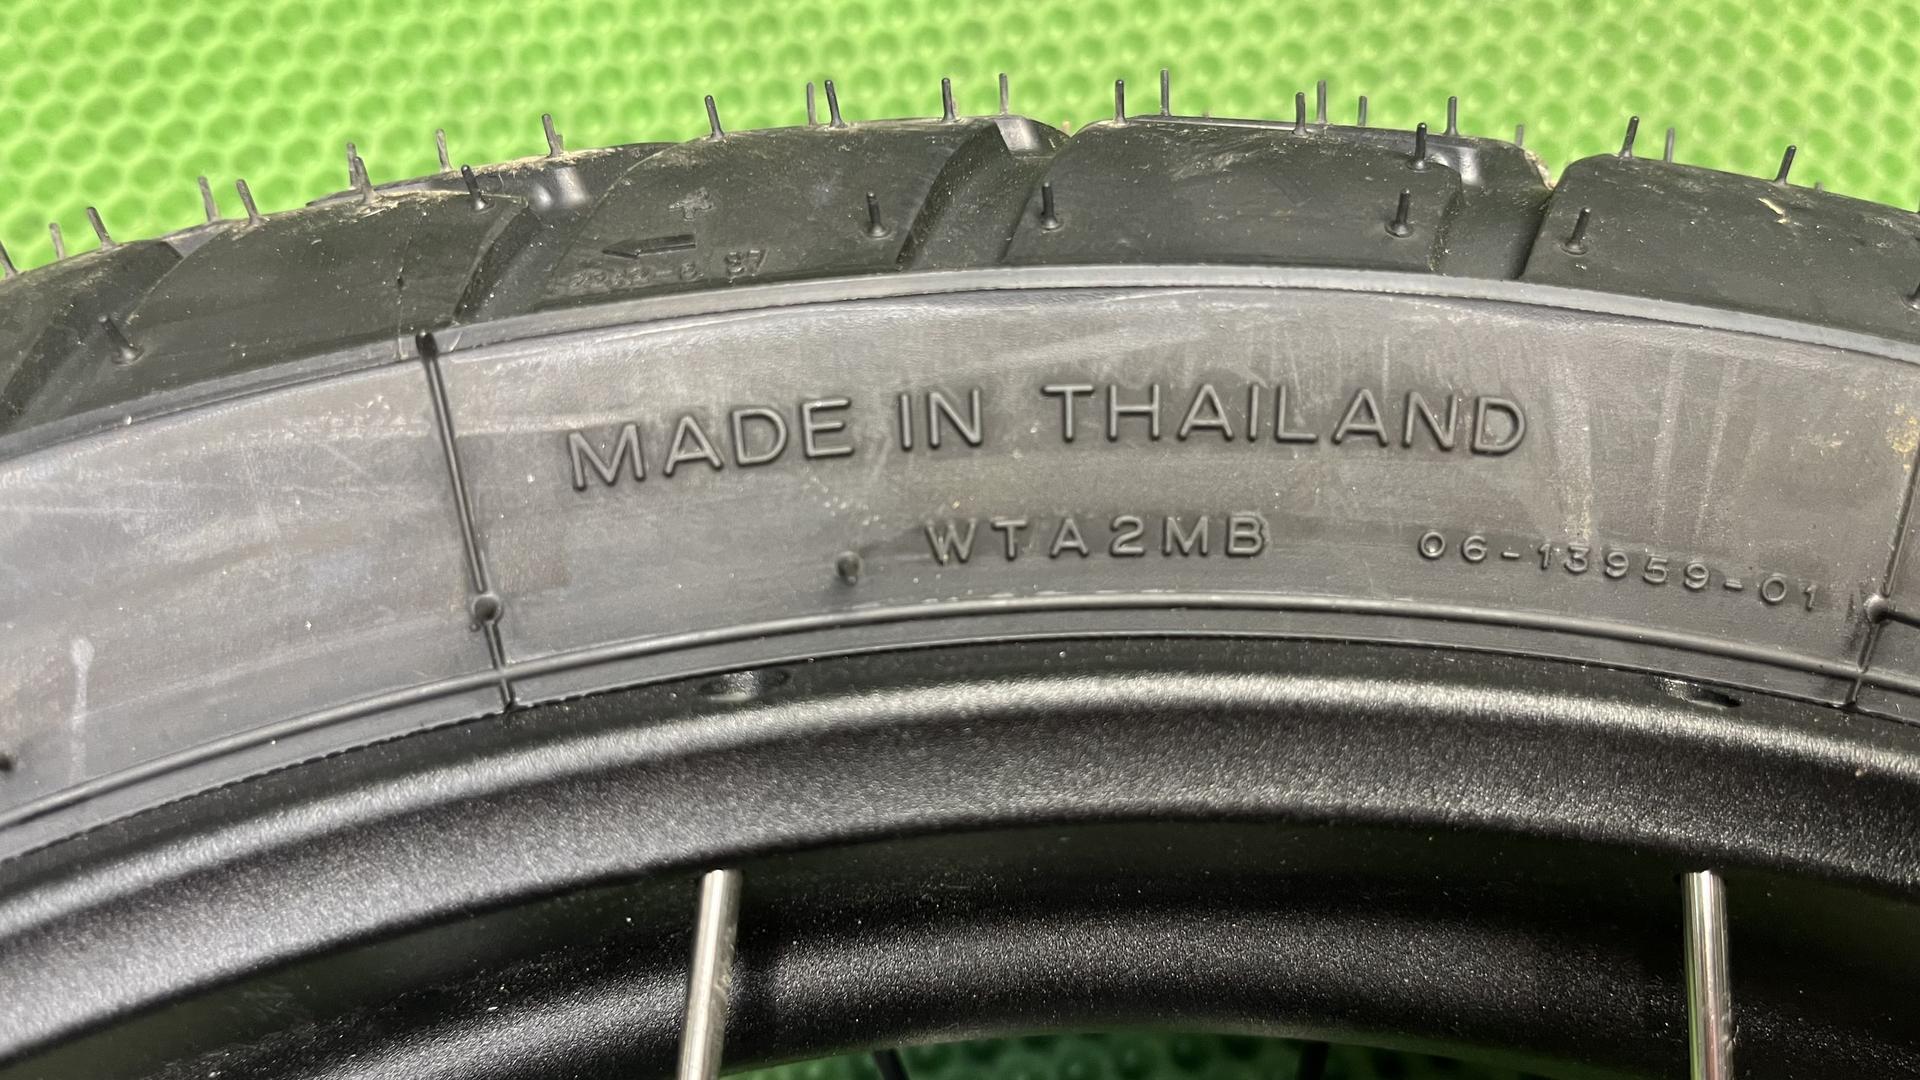 MADE IN THAILAND
WTA2MB
06-13959-01